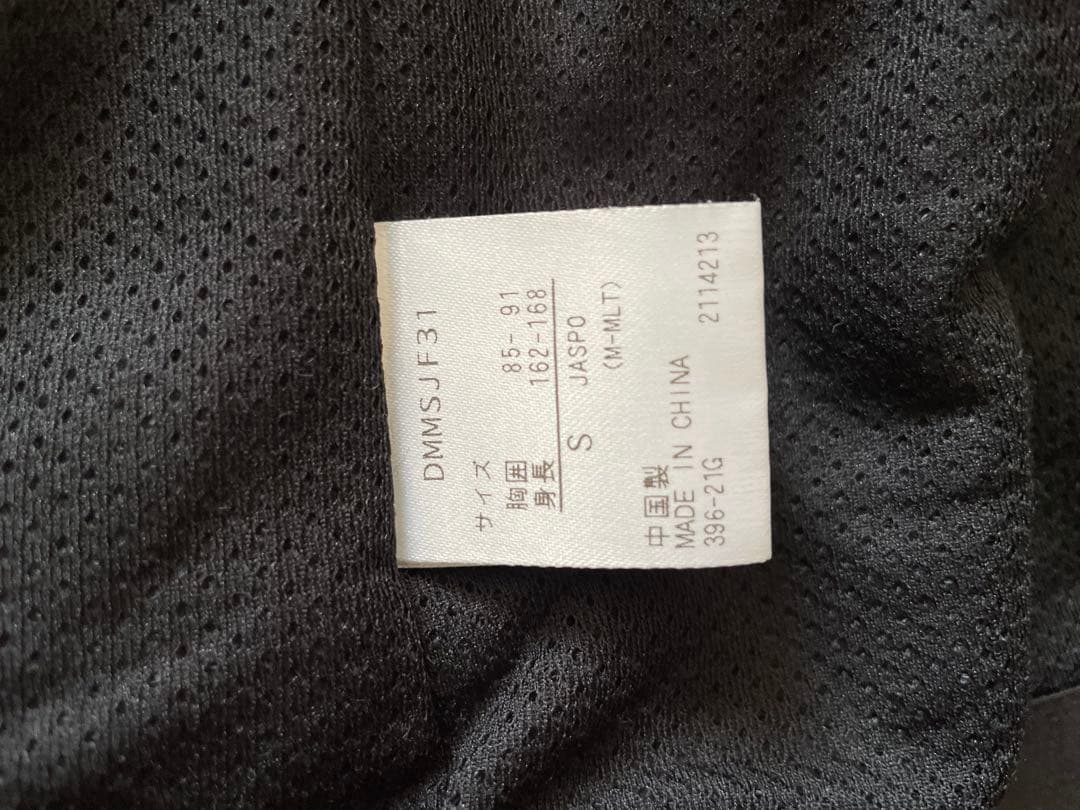 DMMSJF31
サイズ
胸囲 85- 91
身長 162-168
S JASPO
(M-MLT)
中国製
MADE IN CHINA
396-21G 2114213